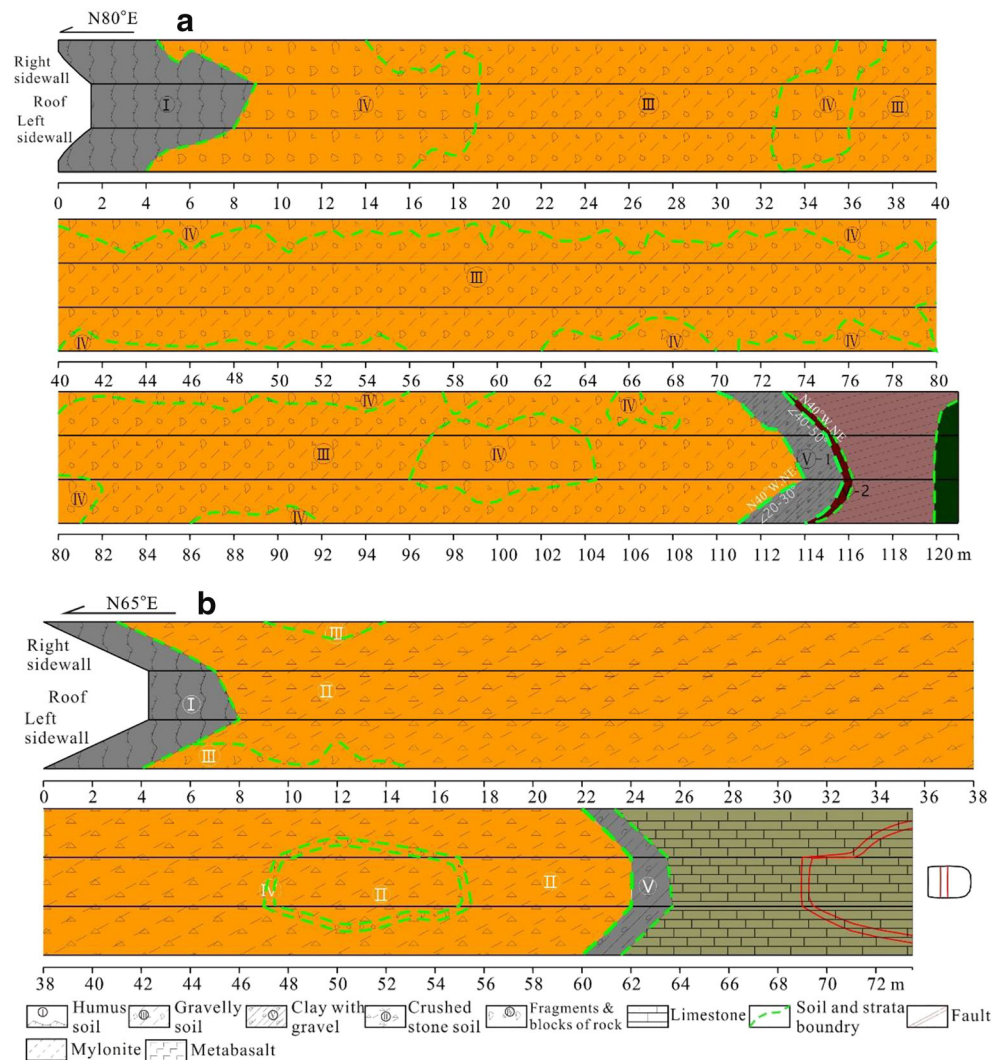 N80°E a
Right sidewall
Roof
Left sidewall
I IV III IV III
0 2 4 6 8 10 12 14 16 18 20 22 24 26 28 30 32 34 36 38 40
IV IV
III
IV IV IV
40 42 44 46 48 50 52 54 56 58 60 62 64 66 68 70 72 74 76 78 80
IV IV
N40°W,NE
∠40-50°
III IV V -1
-2
N40°W,NE
∠20-30°
IV IV
80 82 84 86 88 90 92 94 96 98 100 102 104 106 108 110 112 114 116 118 120 m
N65°E b
Right sidewall
Roof
Left sidewall
III
II
I
III
0 2 4 6 8 10 12 14 16 18 20 22 24 26 28 30 32 34 36 38
IV II II V
38 40 42 44 46 48 50 52 54 56 58 60 62 64 66 68 70 72 m
Humus soil
Gravelly soil
Clay with gravel
Crushed stone soil
Fragments & blocks of rock
Limestone
Soil and strata boundry
Fault
Mylonite
Metabasalt